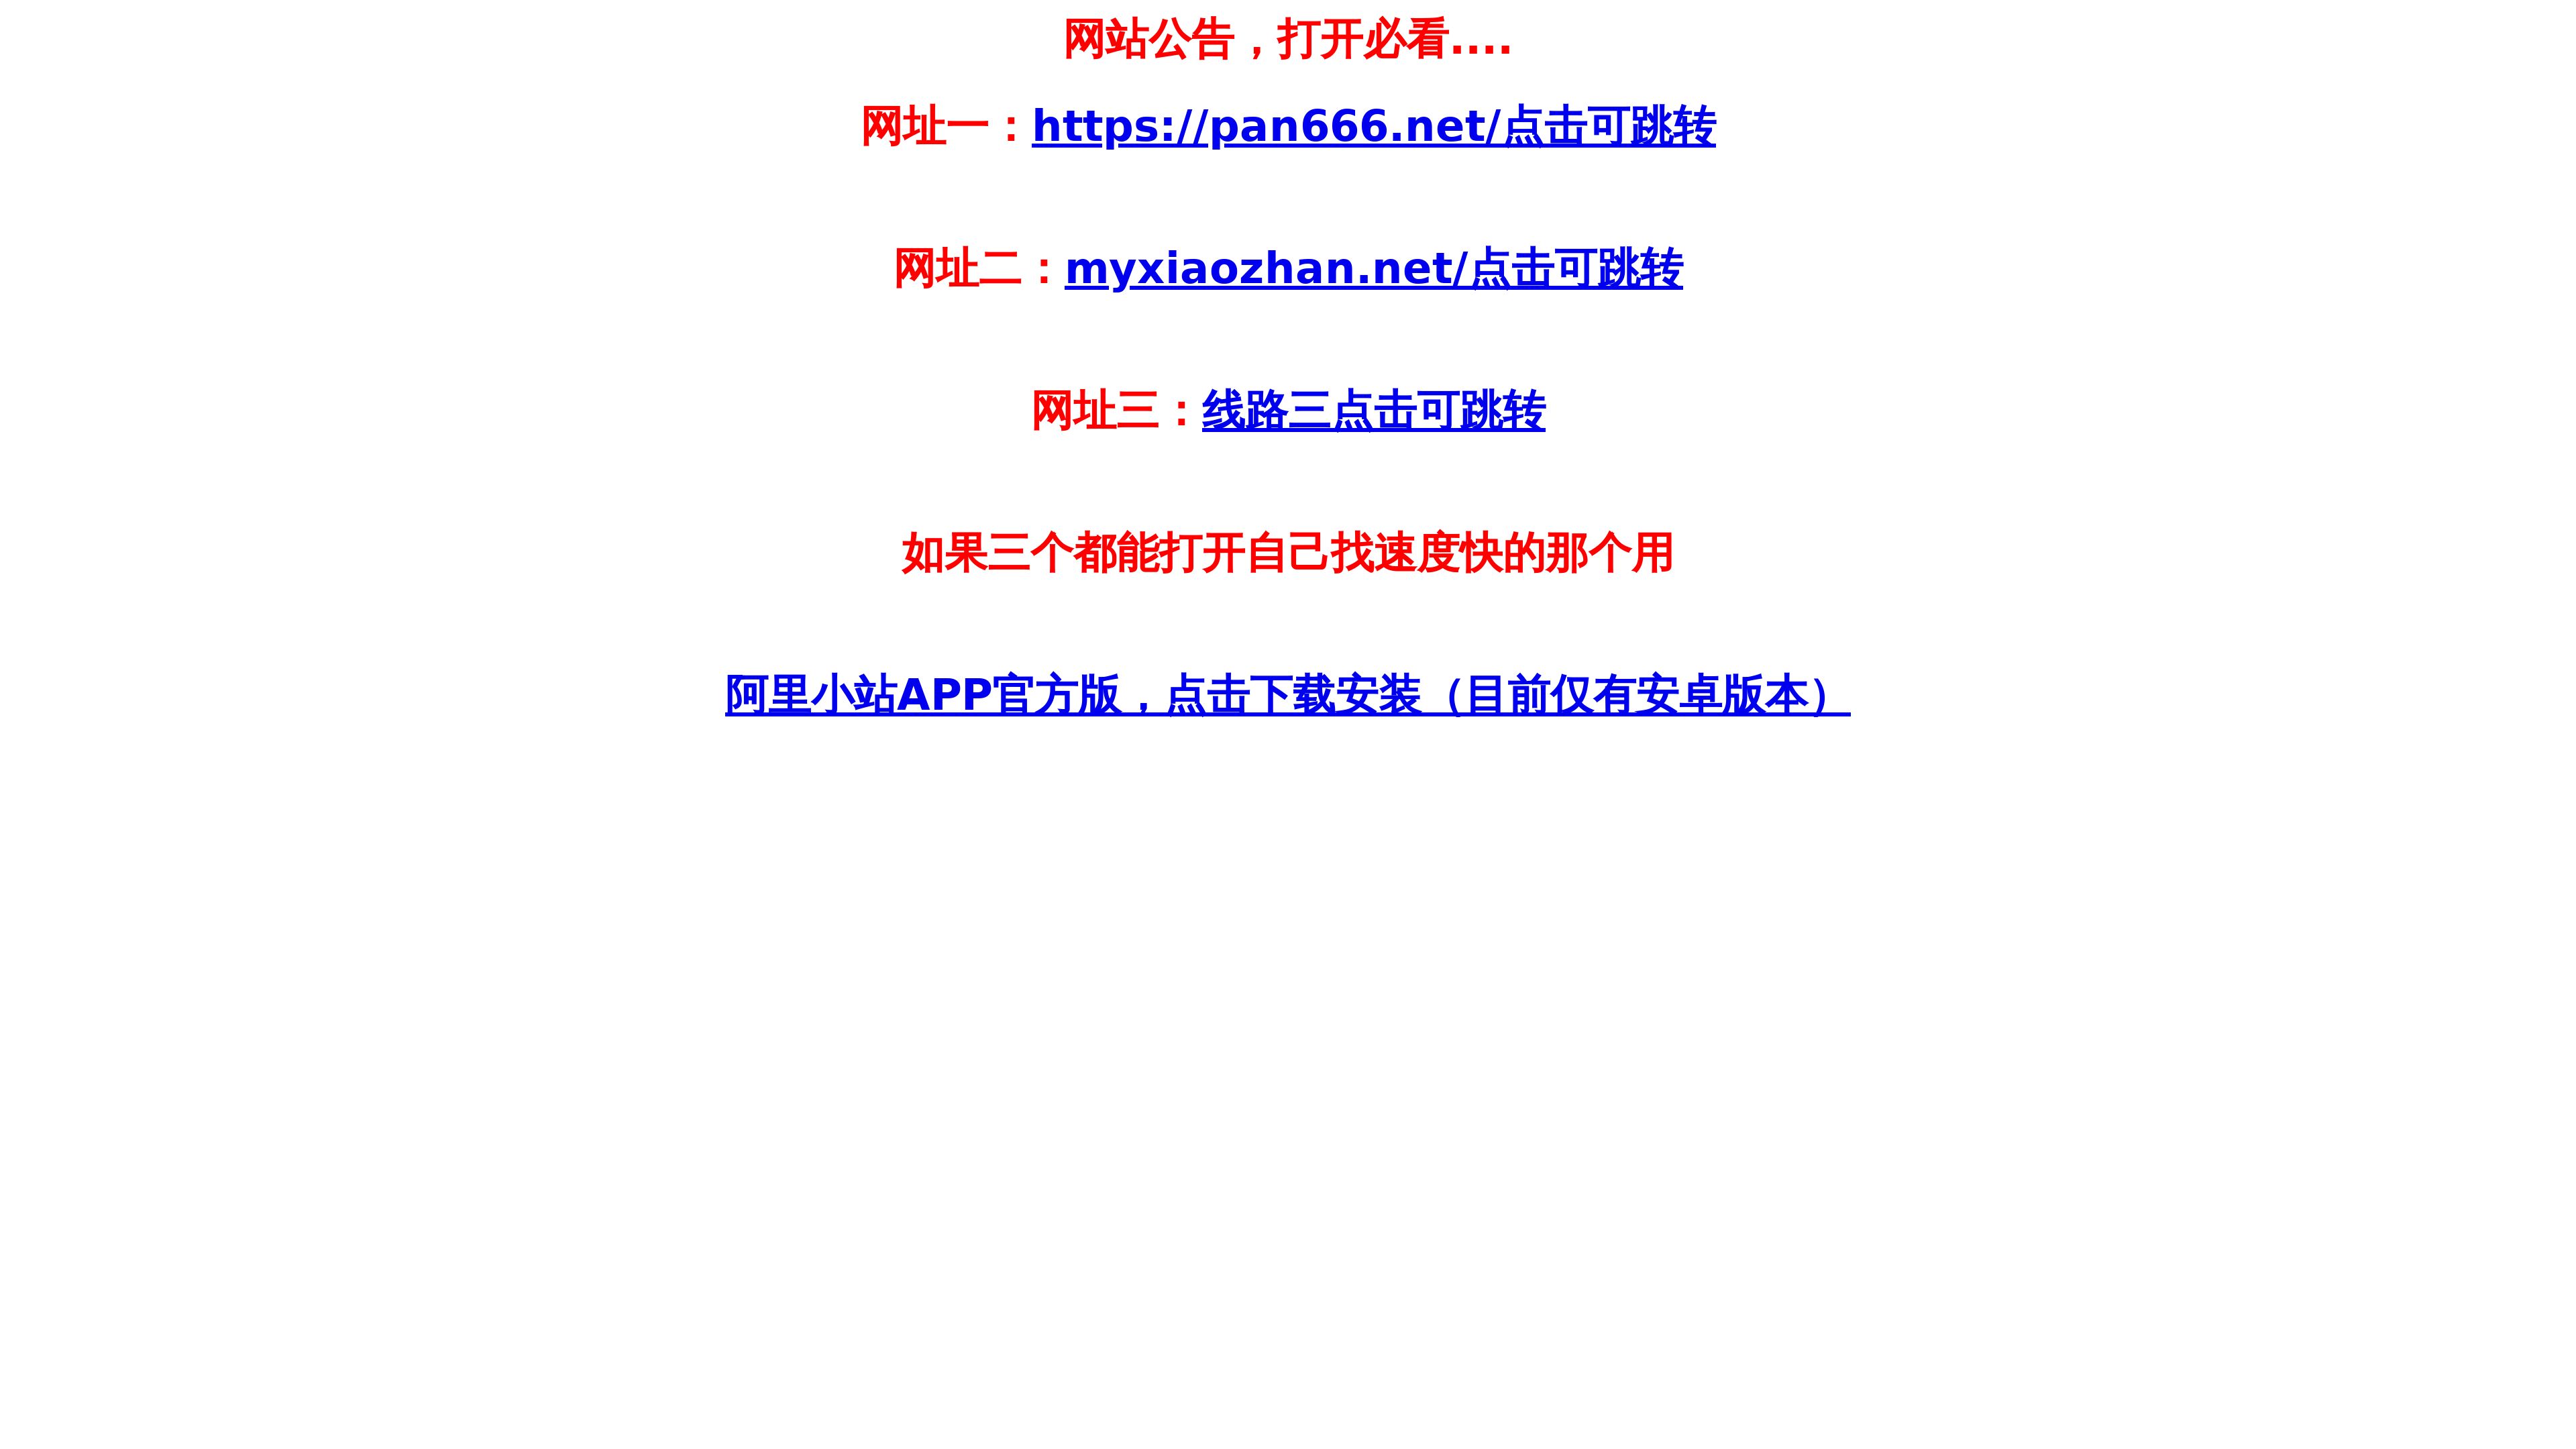 网站公告，打开必看....
网址一：https://pan666.net/点击可跳转
网址二：myxiaozhan.net/点击可跳转
网址三：线路三点击可跳转
如果三个都能打开自己找速度快的那个用
阿里小站APP官方版，点击下载安装（目前仅有安卓版本）